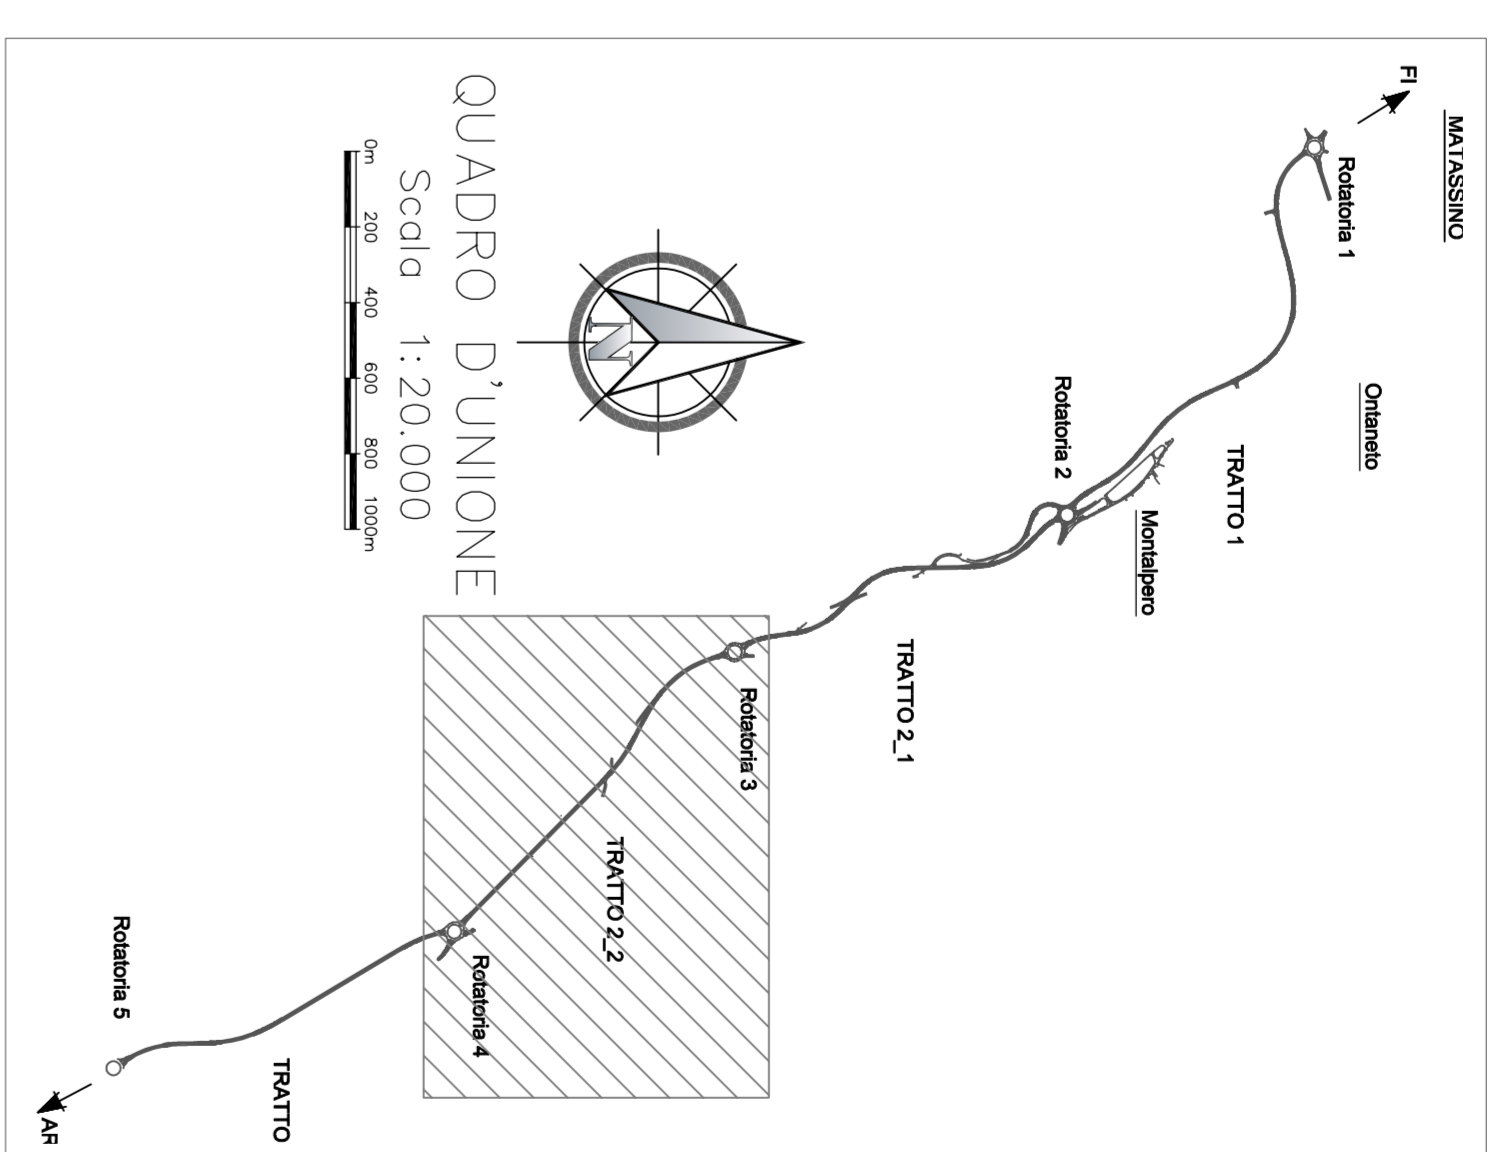 MATASSINO
FI
Rotatoria 1
Ontaneto
TRATTO 1
Montalpero
Rotatoria 2
TRATTO 2_1
Rotatoria 3
TRATTO 2_2
N
QUADRO D'UNIONE
Scala 1:20.000
0m 200 400 600 800 1000m
Rotatoria 4
TRATTO
Rotatoria 5
AR